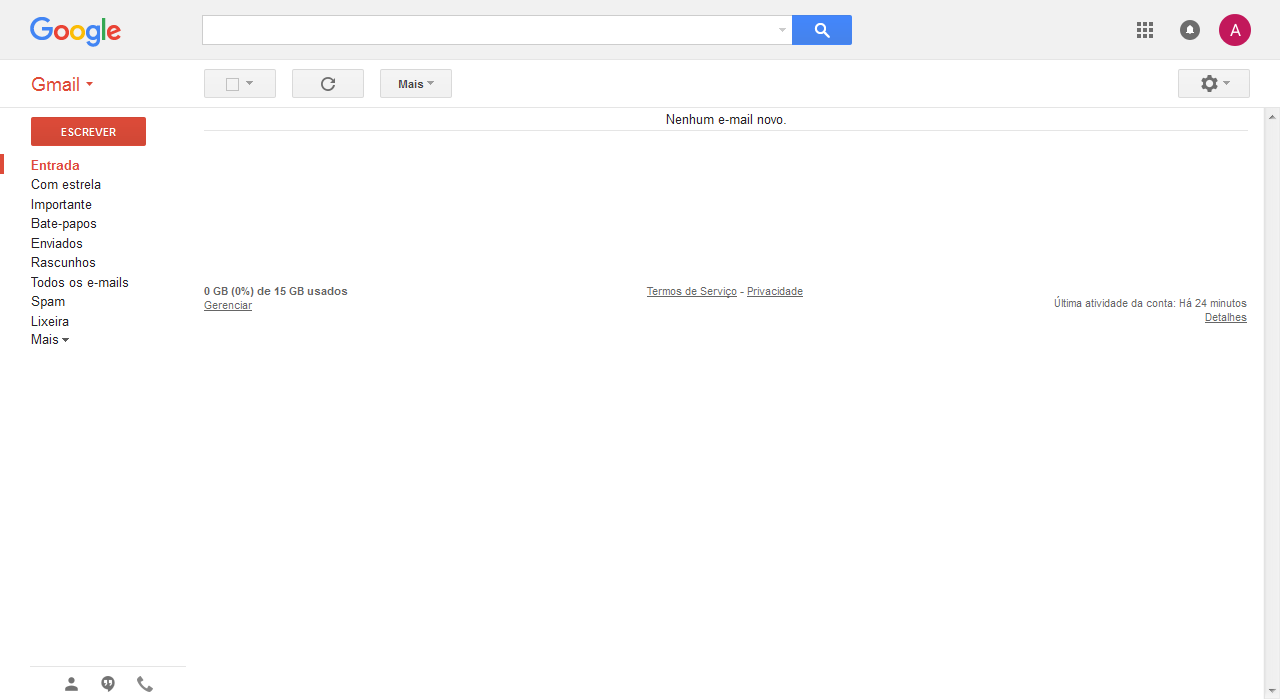 Google
A
Gmail
Mais
ESCREVER
Nenhum e-mail novo.
Entrada
Com estrela
Importante
Bate-papos
Enviados
Rascunhos
Todos os e-mails
Spam
Lixeira
Mais
0 GB (0%) de 15 GB usados
Gerenciar
Termos de Serviço - Privacidade
Última atividade da conta: Há 24 minutos
Detalhes